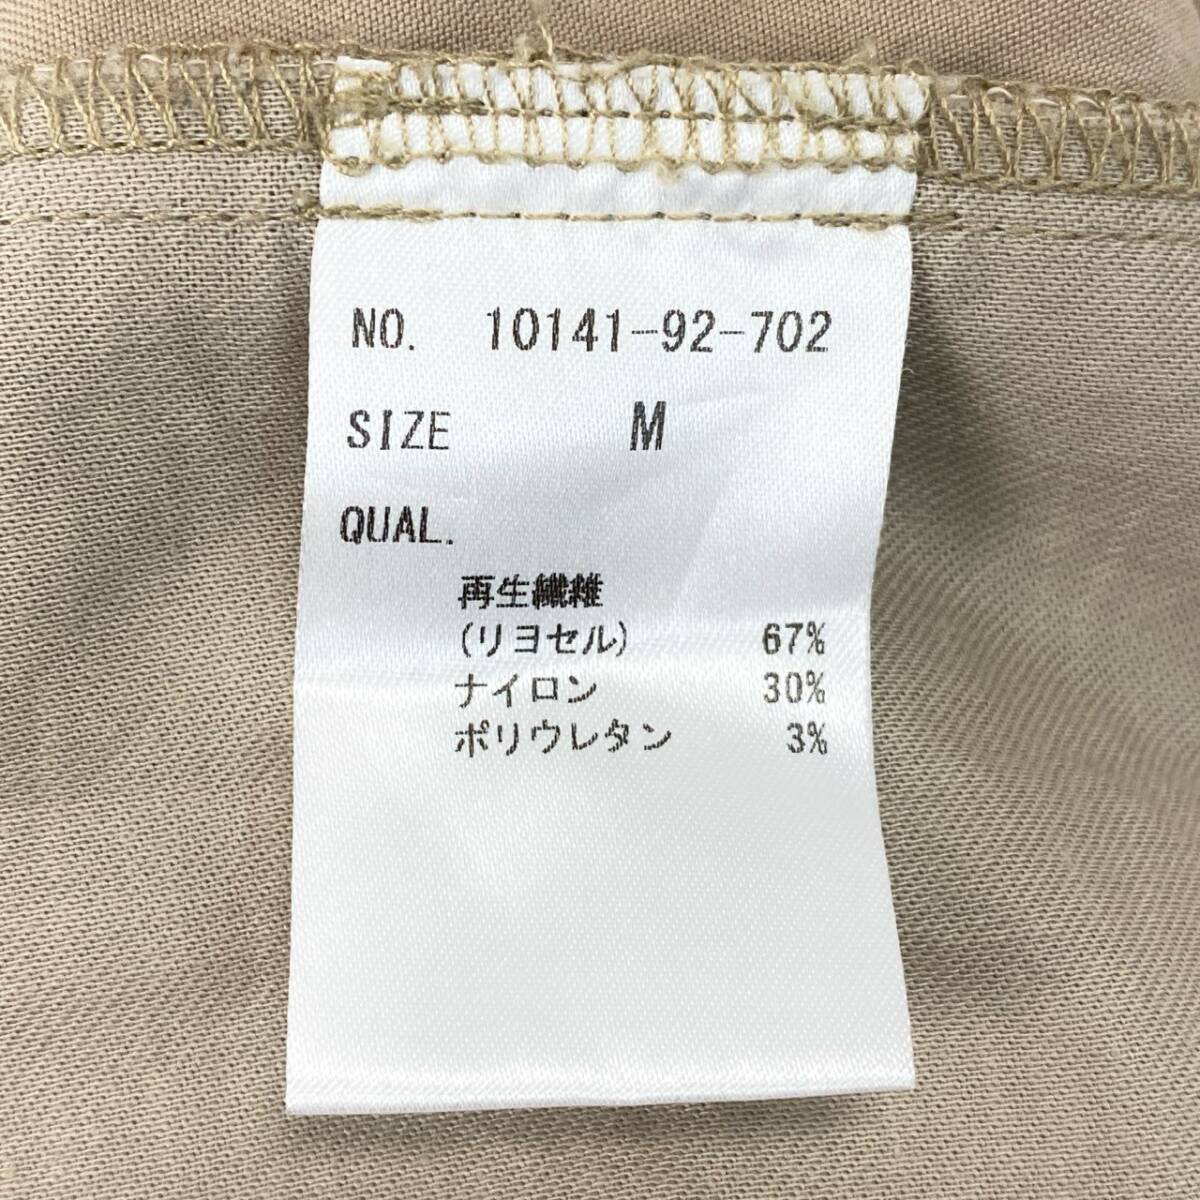 NO. 10141-92-702
SIZE M
QUAL.
再生繊維
(リヨセル) 67%
ナイロン 30%
ポリウレタン 3%